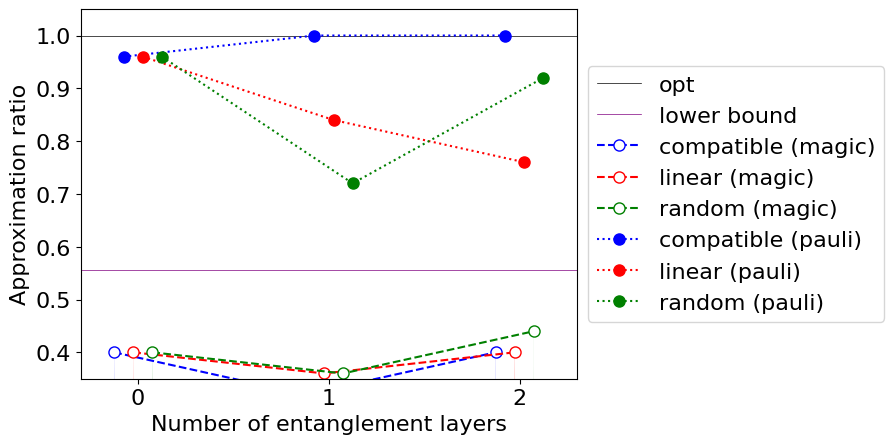 1.0
0.9
0.8
0.7
0.6
0.5
0.4
Approximation ratio
0 1 2
Number of entanglement layers
opt
lower bound
compatible (magic)
linear (magic)
random (magic)
compatible (pauli)
linear (pauli)
random (pauli)